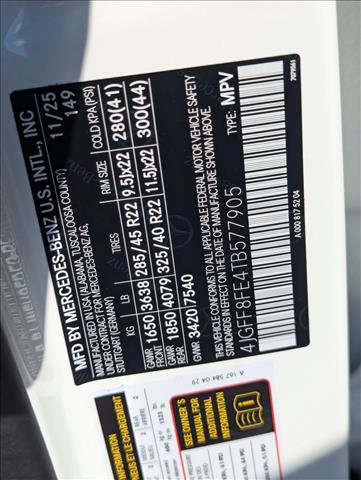 MFD BY MERCEDES-BENZ U.S. INTL., INC
MADE IN USA (ALABAMA, TUSCALOOSA COUNTY)
CONTRACT MANUFACTURED FOR MERCEDES-BENZ AG,
STUTTGART (GERMANY)
11/25
149
KG LB TIRES RIM SIZE COLD KPA (PSI)
GAWR 1650 3638 285/45 R22 9.5Jx22 280(41)
GAWR 1850 4079 325/40 R22 11.5Jx22 300(44)
REAR
GVWR 3420 7540
THIS VEHICLE CONFORMS TO ALL APPLICABLE FEDERAL MOTOR VEHICLE SAFETY
STANDARDS IN EFFECT ON THE DATE OF MANUFACTURE SHOWN ABOVE.
4JGFF8FE4TB577905 TYPE: MPV
A 000 817 52 04
7079561
A 167 584 04 29
INFORMATION
SEE OWNER'S
MANUAL FOR
ADDITIONAL
INFORMATION